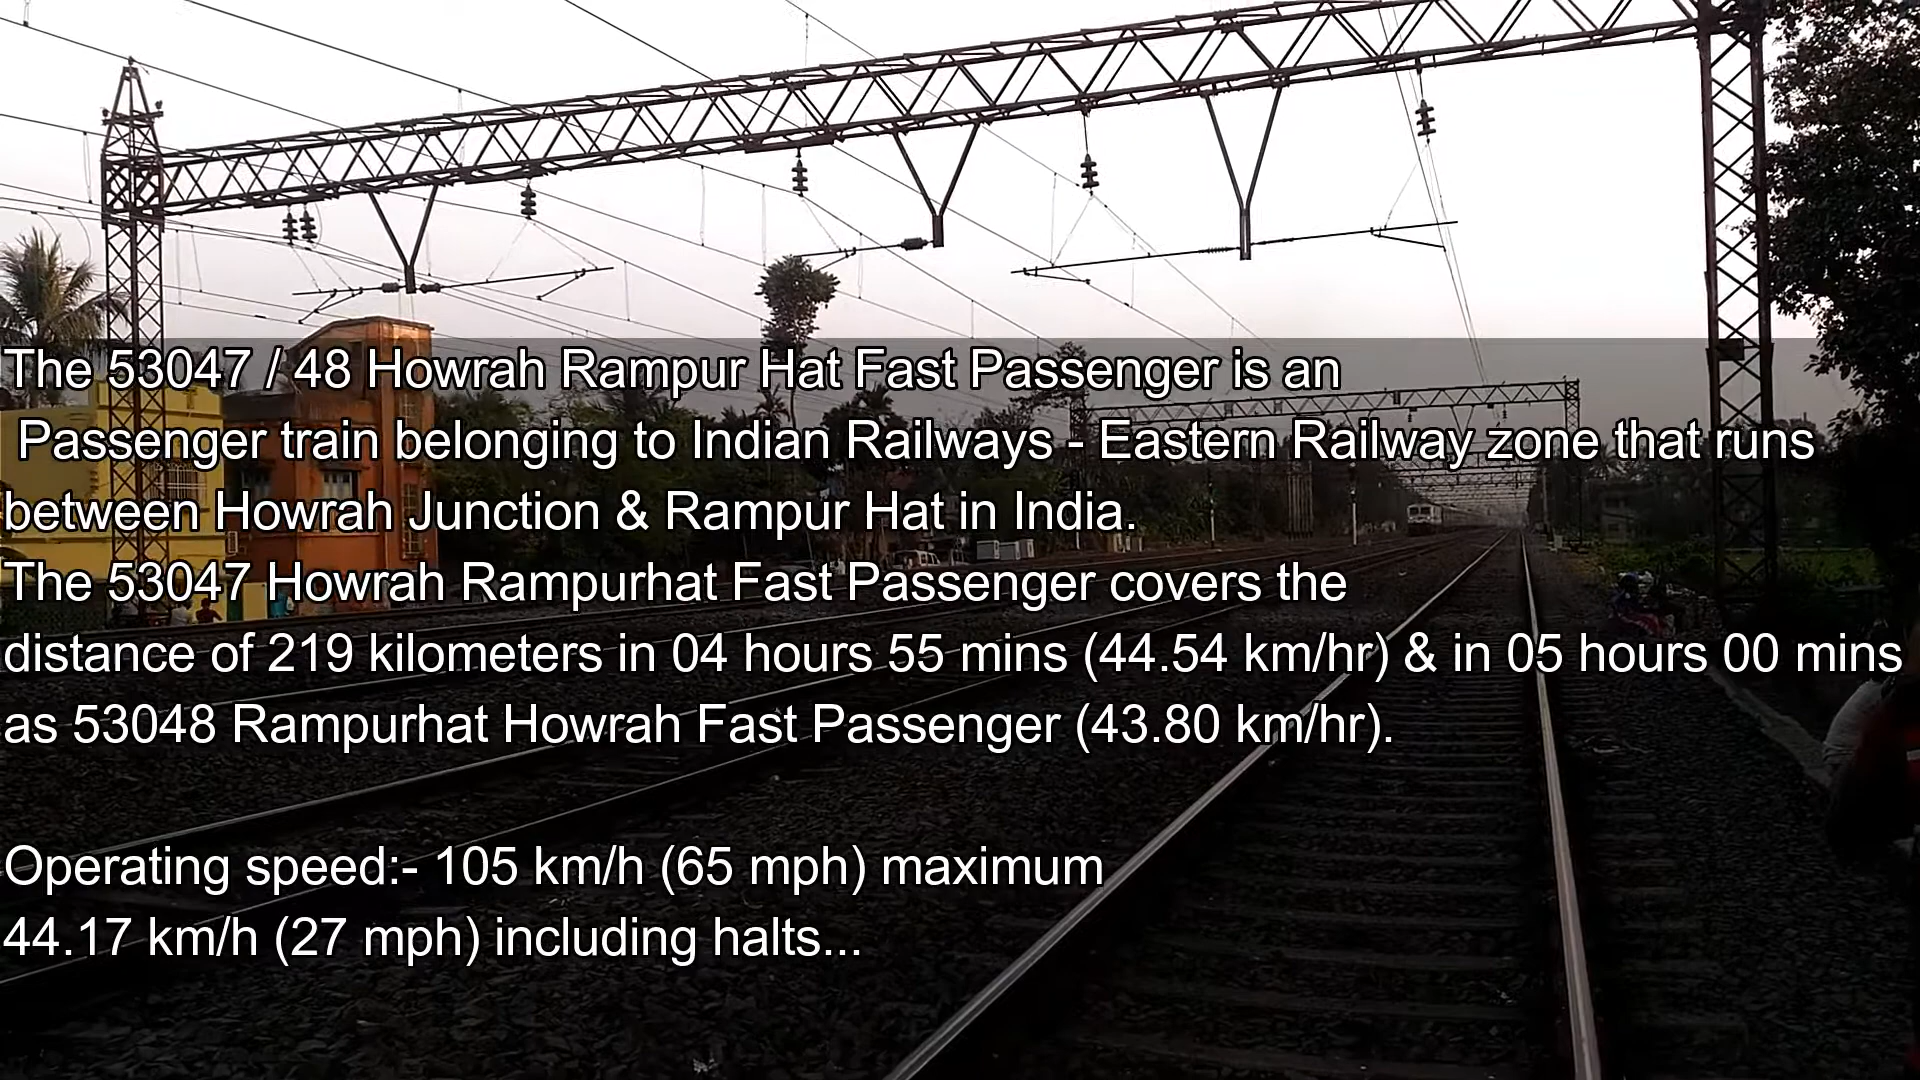 The 53047 / 48 Howrah Rampur Hat Fast Passenger is an
Passenger train belonging to Indian Railways - Eastern Railway zone that runs
between Howrah Junction & Rampur Hat in India.
The 53047 Howrah Rampurhat Fast Passenger covers the
distance of 219 kilometers in 04 hours 55 mins (44.54 km/hr) & in 05 hours 00 mins
as 53048 Rampurhat Howrah Fast Passenger (43.80 km/hr).
Operating speed:- 105 km/h (65 mph) maximum
44.17 km/h (27 mph) including halts...